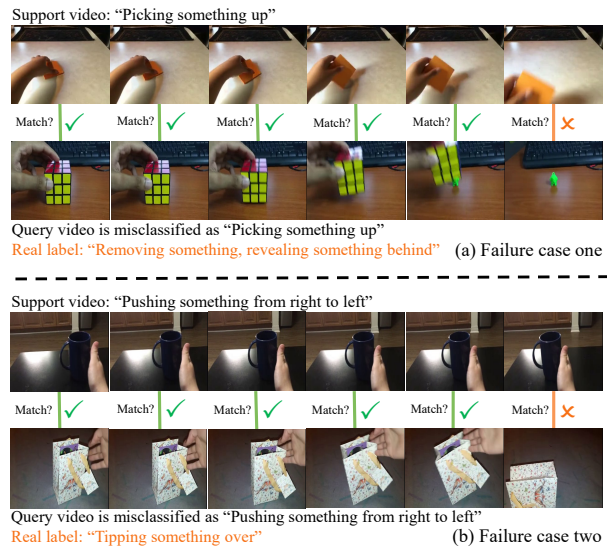 Support video: “Picking something up”
Match? ✓ Match? ✓ Match? ✓ Match? ✓ Match? ✓ Match? ✗
Query video is misclassified as “Picking something up”
Real label: “Removing something, revealing something behind” (a) Failure case one
Support video: “Pushing something from right to left”
Match? ✓ Match? ✓ Match? ✓ Match? ✓ Match? ✓ Match? ✗
Query video is misclassified as “Pushing something from right to left”
Real label: “Tipping something over” (b) Failure case two